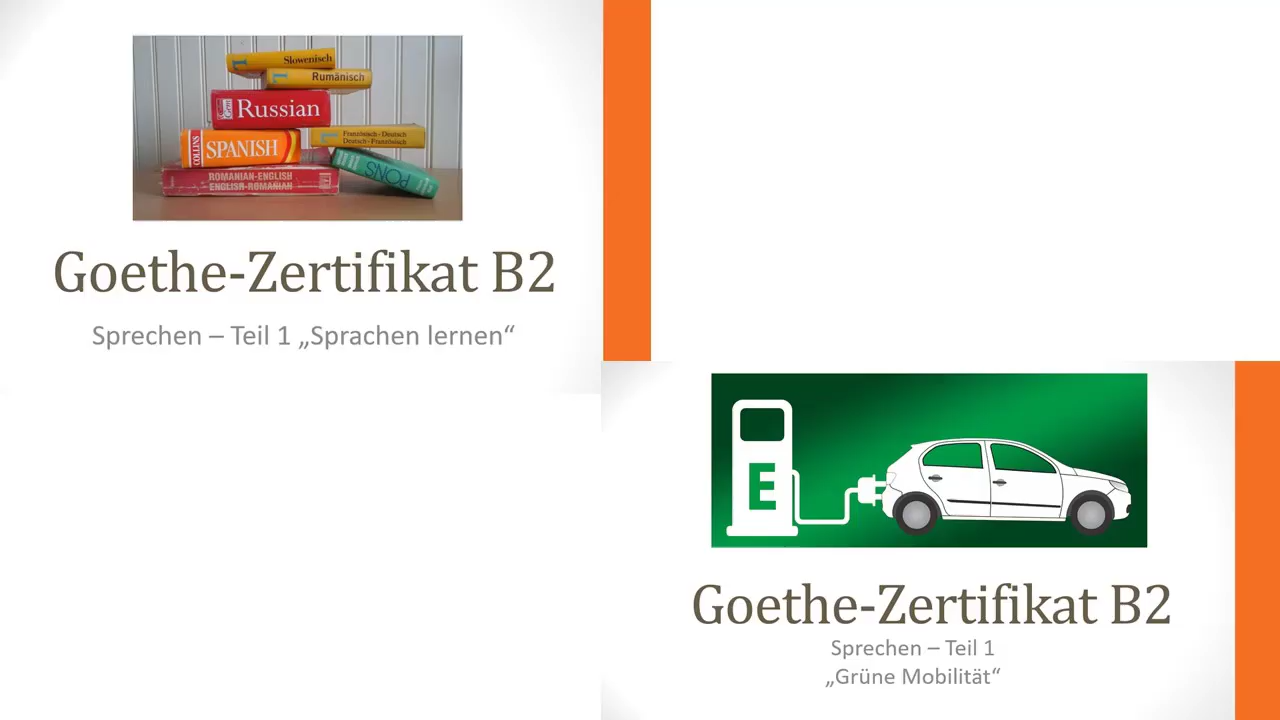 Slowenisch
Rumänisch
Russian
COLLINS
Gem
SPANISH
Französisch - Deutsch
Deutsch - Französisch
PONS
ROMANIAN-ENGLISH
ENGLISH-ROMANIAN
Goethe-Zertifikat B2
Sprechen – Teil 1 „Sprachen lernen“
E
Goethe-Zertifikat B2
Sprechen – Teil 1
„Grüne Mobilität“